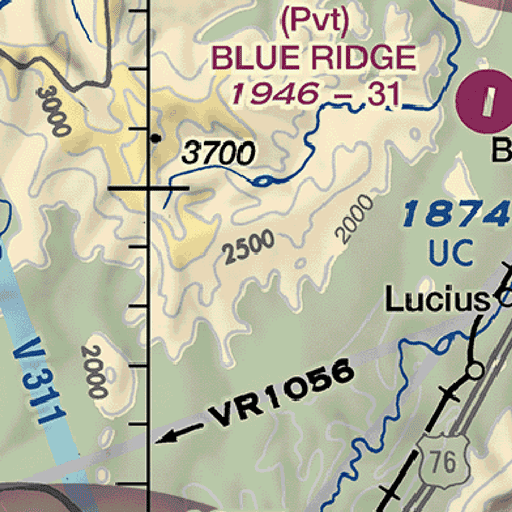 (Pvt)
BLUE RIDGE
1946 – 31
3000
3700
B
1874
UC
2000
2500
Lucius
V 311
2000
VR1056
76